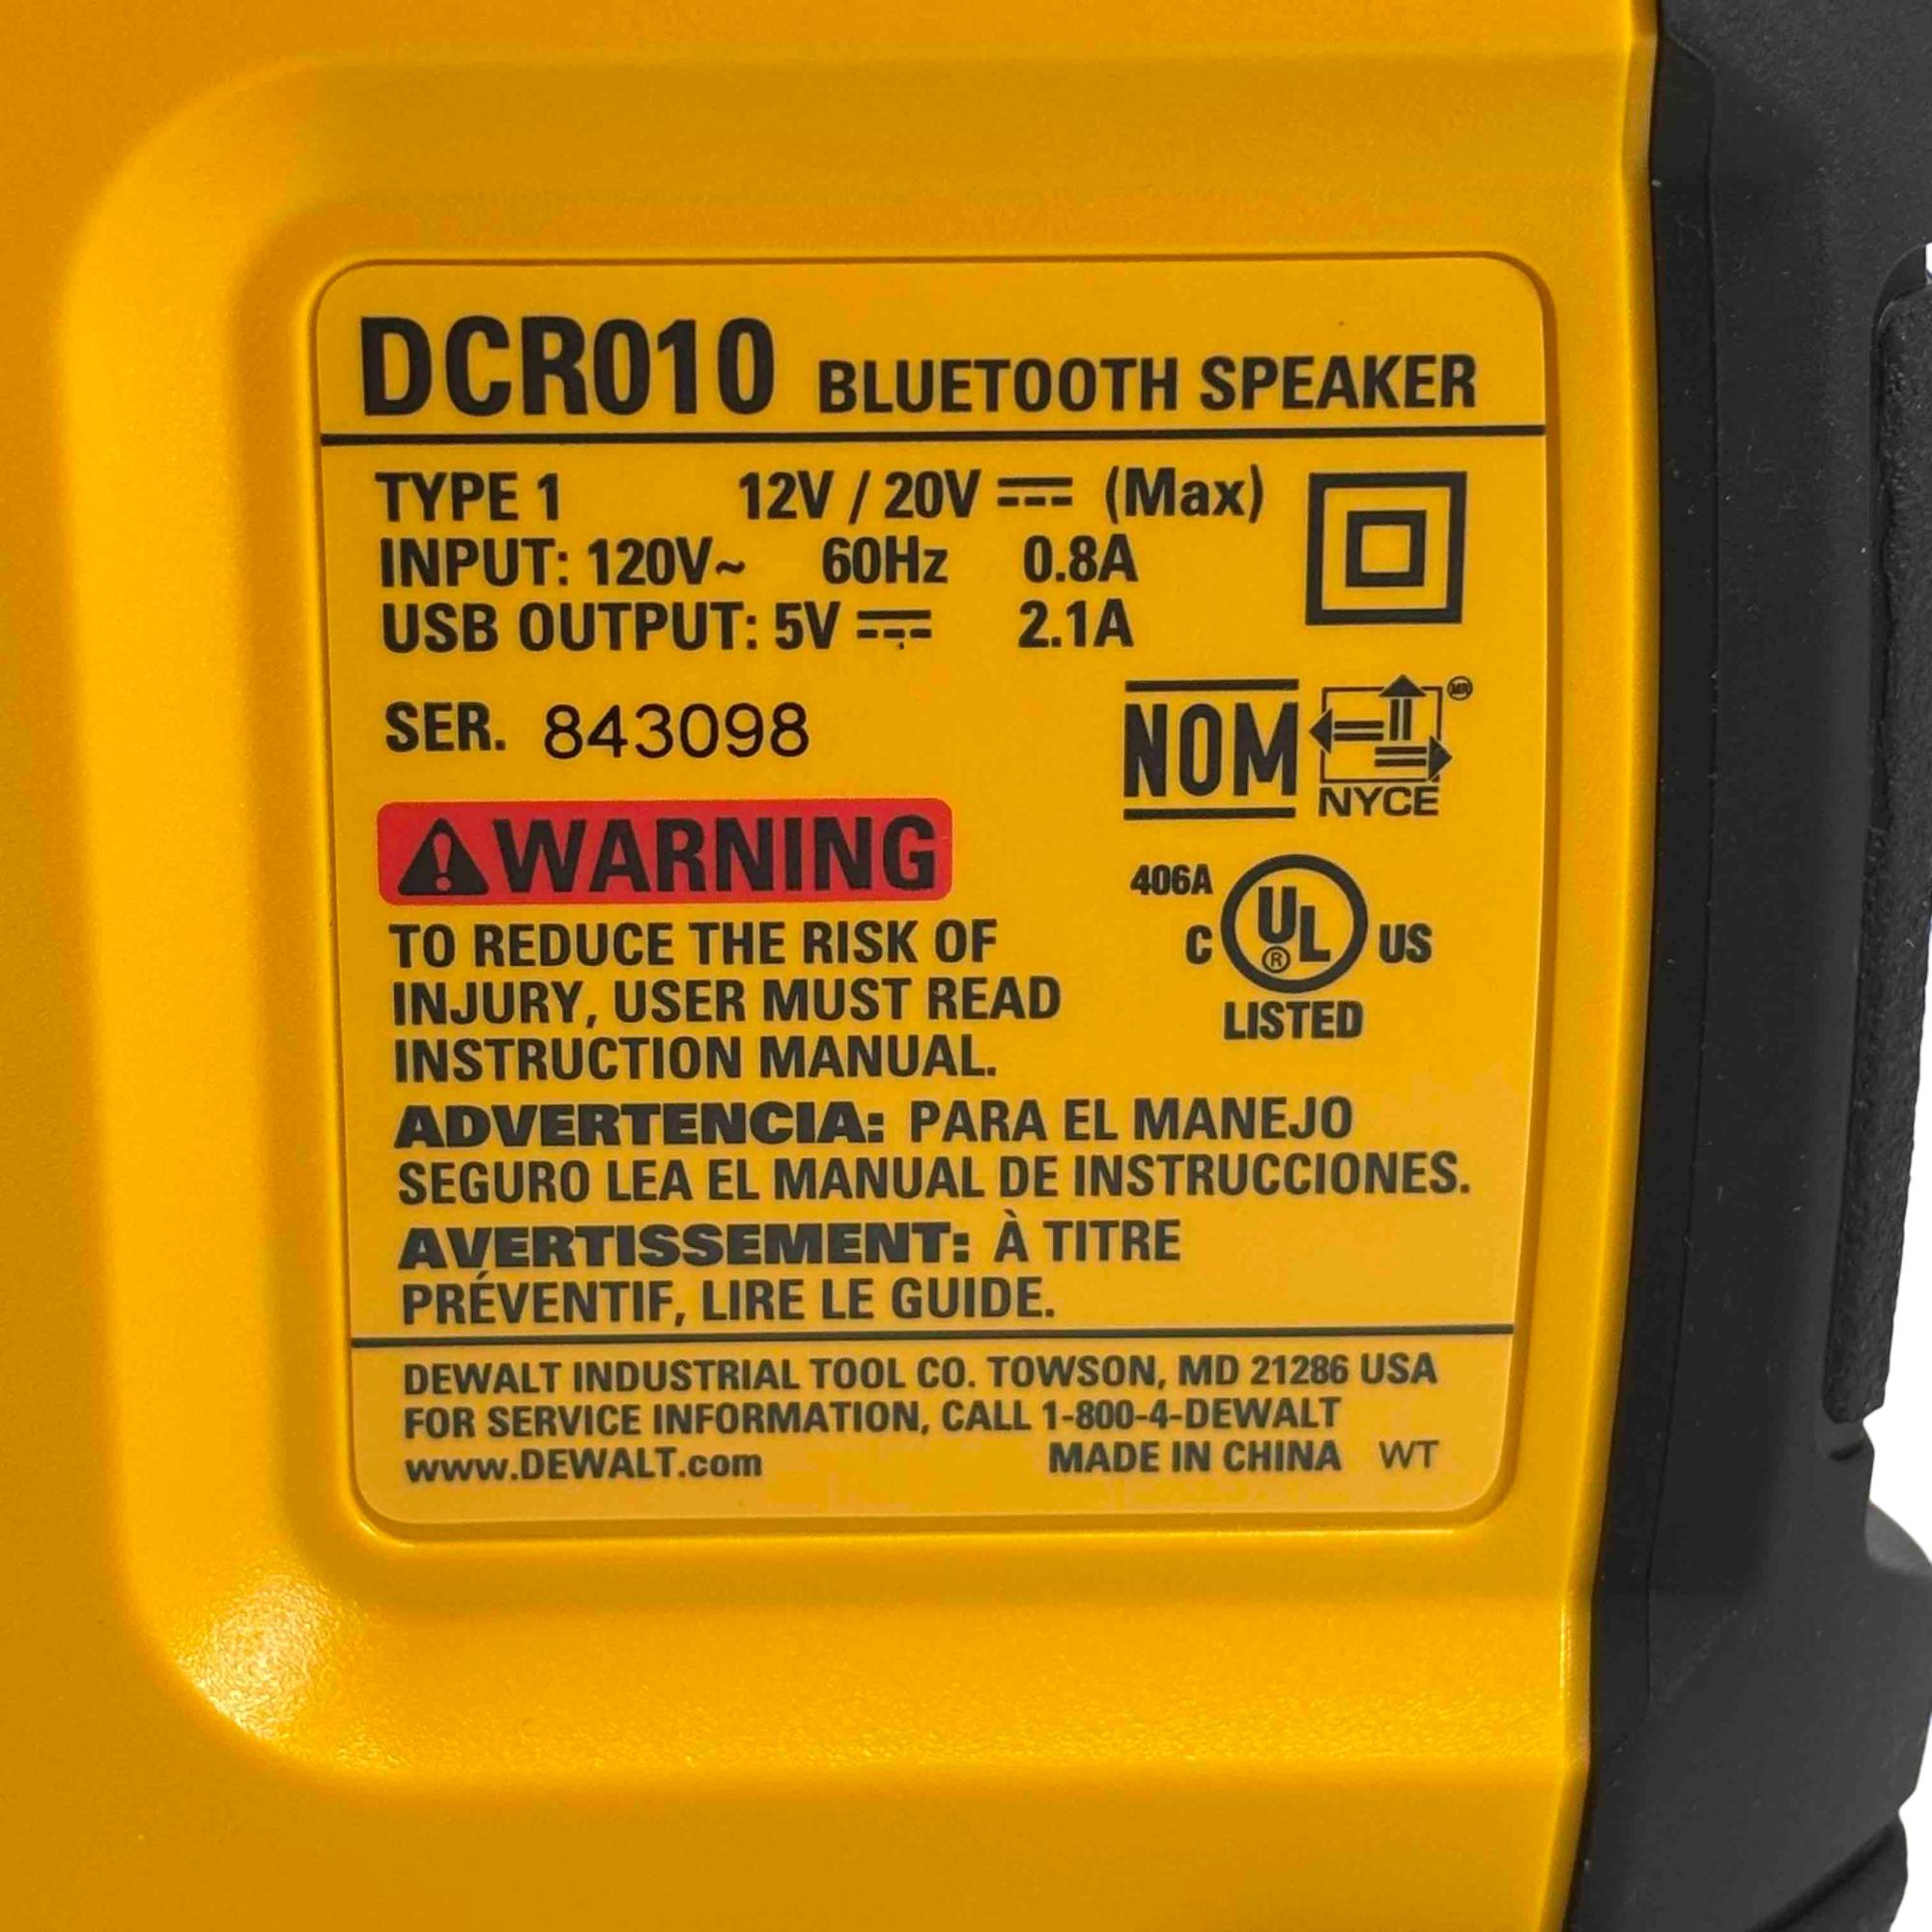 DCR010 BLUETOOTH SPEAKER
TYPE 1 12V / 20V ⎓ (Max)
INPUT: 120V~ 60Hz 0.8A
USB OUTPUT: 5V ⎓ 2.1A
SER. 843098
NOM
MR
NYCE
⚠WARNING
TO REDUCE THE RISK OF
INJURY, USER MUST READ
INSTRUCTION MANUAL.
406A
C UL® US
LISTED
ADVERTENCIA: PARA EL MANEJO
SEGURO LEA EL MANUAL DE INSTRUCCIONES.
AVERTISSEMENT: À TITRE
PRÉVENTIF, LIRE LE GUIDE.
DEWALT INDUSTRIAL TOOL CO. TOWSON, MD 21286 USA
FOR SERVICE INFORMATION, CALL 1-800-4-DEWALT
www.DEWALT.com MADE IN CHINA WT